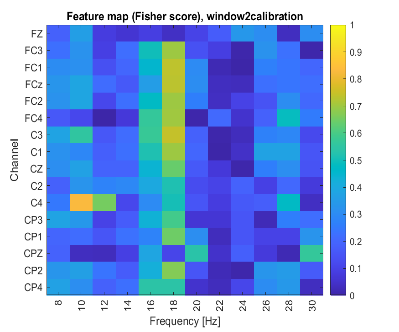 Feature map (Fisher score), window2calibration
FZ
FC3
FC1
FCz
FC2
FC4
C3
C1
CZ
C2
C4
CP3
CP1
CPZ
CP2
CP4
Channel
8 10 12 14 16 18 20 22 24 26 28 30
Frequency [Hz]
1
0.9
0.8
0.7
0.6
0.5
0.4
0.3
0.2
0.1
0